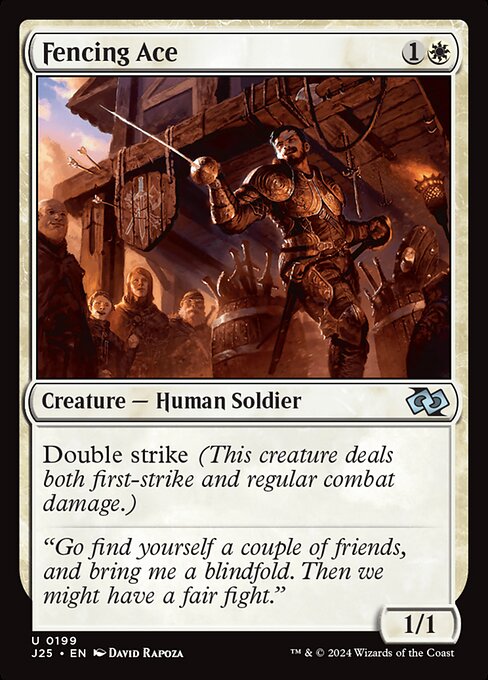 Fencing Ace 1
Creature — Human Soldier
Double strike (This creature deals
both first-strike and regular combat
damage.)
“Go find yourself a couple of friends,
and bring me a blindfold. Then we
might have a fair fight.”
1/1
U 0199
J25 • EN David Rapoza
™ & © 2024 Wizards of the Coast